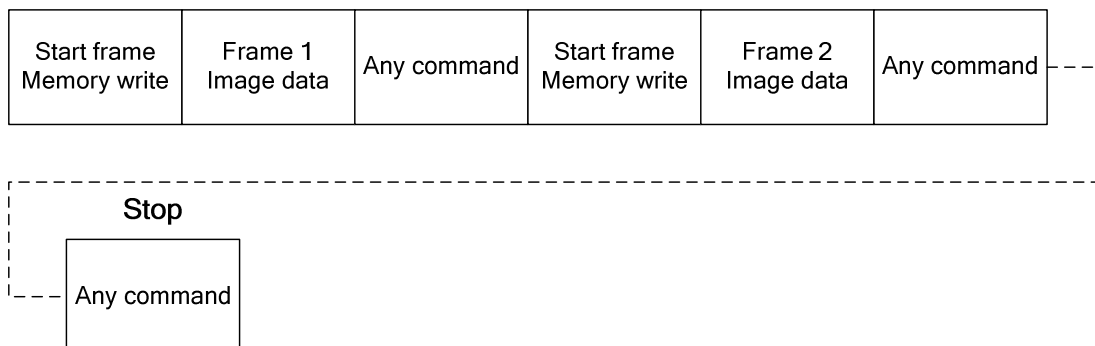 Start frame
Memory write
Frame 1
Image data
Any command
Start frame
Memory write
Frame 2
Image data
Any command
Stop
Any command